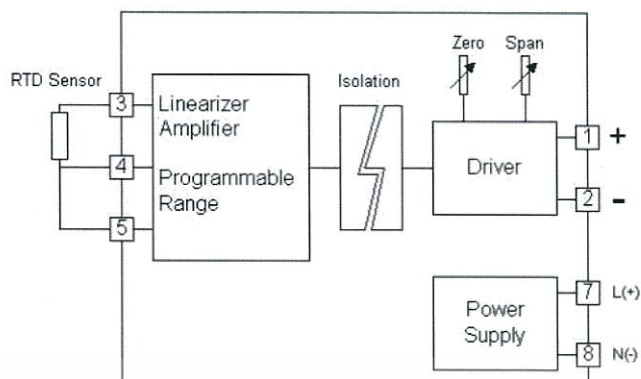 Zero Span
RTD Sensor
Isolation
3
Linearizer
Amplifier
1 +
4
Programmable
Range
Driver
2 -
5
7 L(+)
Power
Supply
8 N(-)